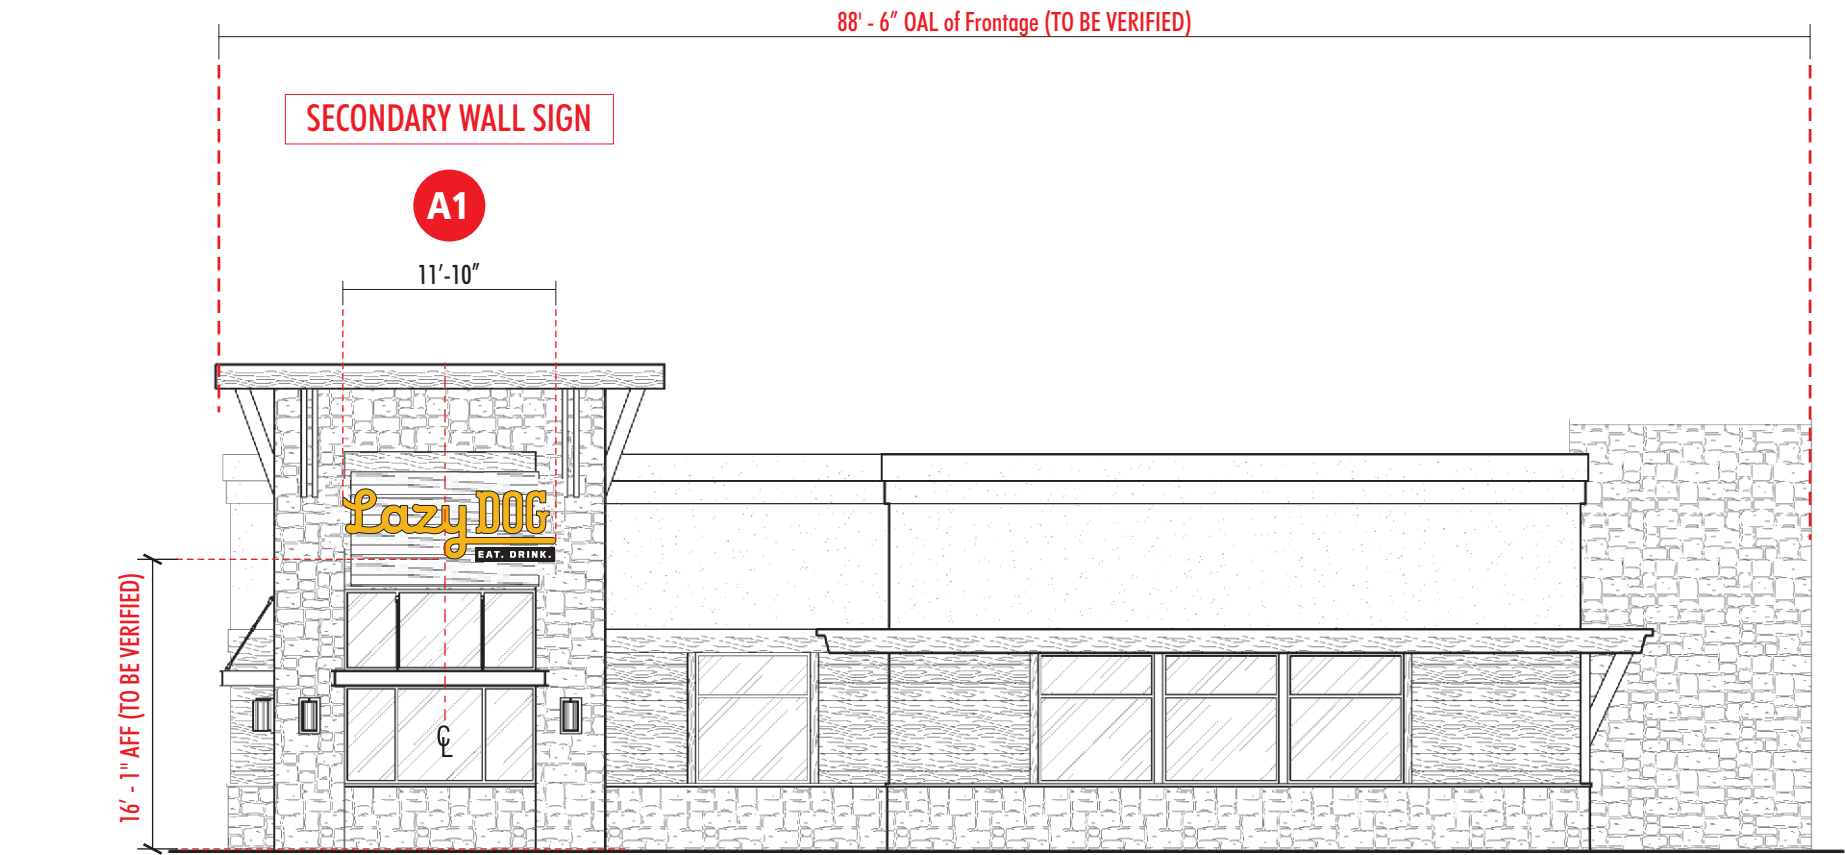 88' - 6” OAL of Frontage (TO BE VERIFIED)
SECONDARY WALL SIGN
A1
11’-10”
Lazy DOG
EAT. DRINK.
16’ - 1" AFF (TO BE VERIFIED)
CL